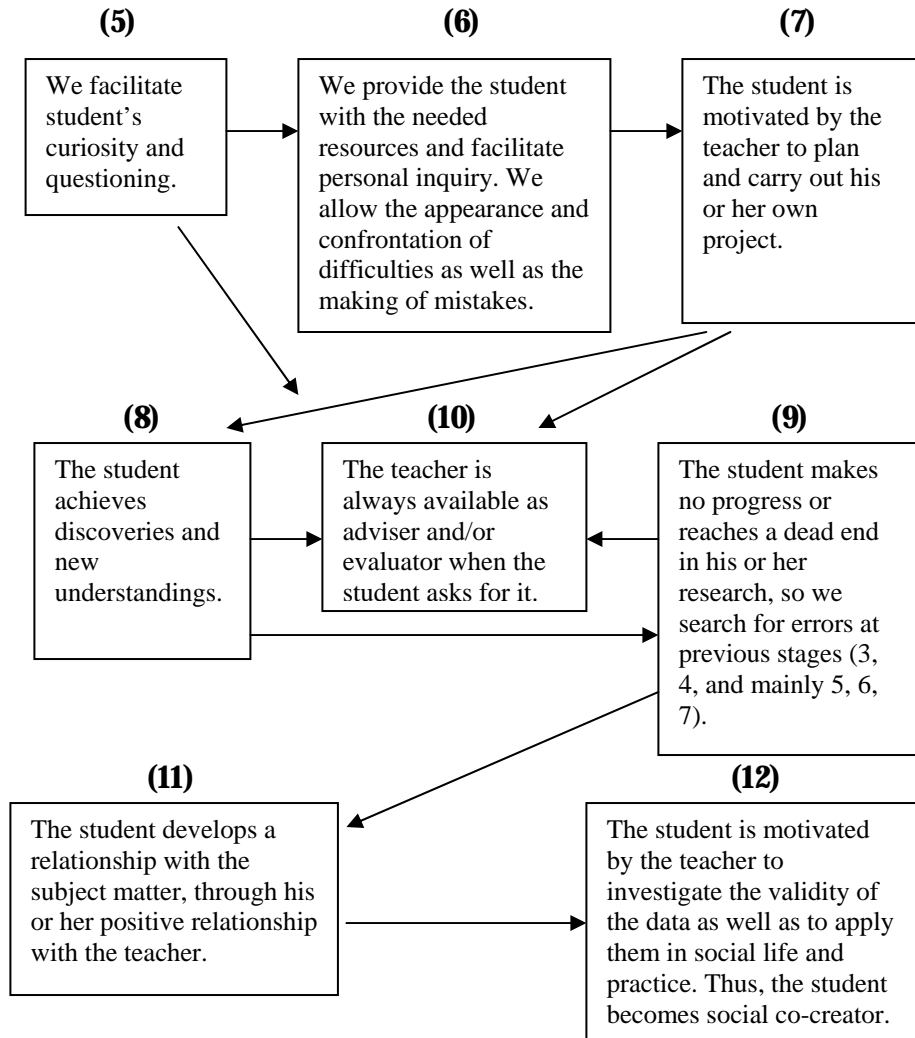 (5)
We facilitate
student’s
curiosity and
questioning.
(6)
We provide the student
with the needed
resources and facilitate
personal inquiry. We
allow the appearance and
confrontation of
difficulties as well as the
making of mistakes.
(7)
The student is
motivated by the
teacher to plan
and carry out his
or her own
project.
(8)
The student
achieves
discoveries and
new
understandings.
(10)
The teacher is
always available as
adviser and/or
evaluator when the
student asks for it.
(9)
The student makes
no progress or
reaches a dead end
in his or her
research, so we
search for errors at
previous stages (3,
4, and mainly 5, 6,
7).
(11)
The student develops a
relationship with the
subject matter, through his
or her positive relationship
with the teacher.
(12)
The student is motivated
by the teacher to
investigate the validity of
the data as well as to apply
them in social life and
practice. Thus, the student
becomes social co-creator.